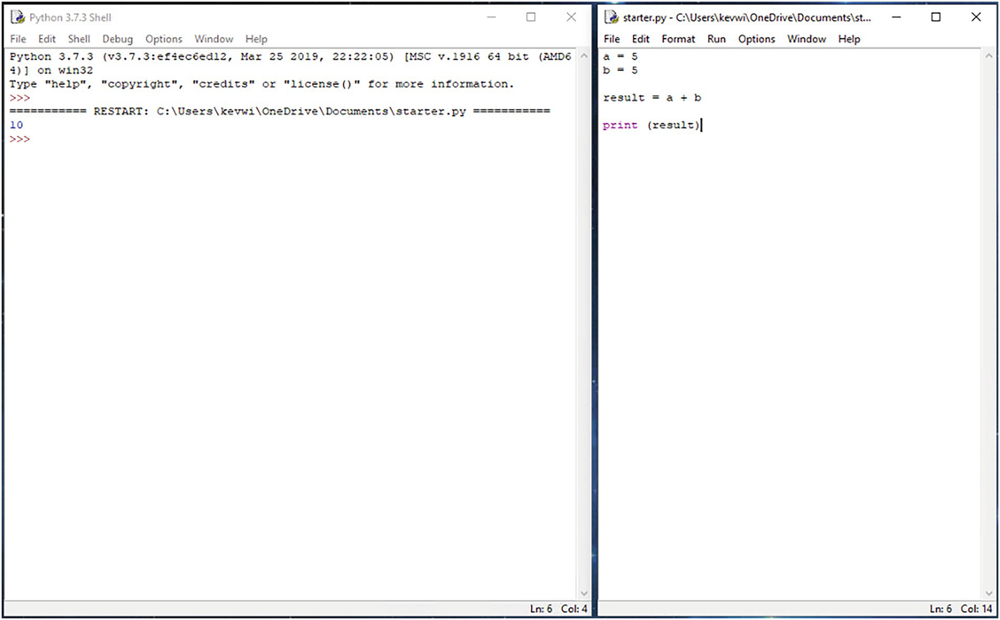 Python 3.7.3 Shell
File Edit Shell Debug Options Window Help
Python 3.7.3 (v3.7.3:ef4ec6ed12, Mar 25 2019, 22:22:05) [MSC v.1916 64 bit (AMD6
4)] on win32
Type "help", "copyright", "credits" or "license()" for more information.
>>>
=========== RESTART: C:\Users\kevwi\OneDrive\Documents\starter.py ===========
10
>>>
Ln: 6 Col: 4
starter.py - C:\Users\kevwi\OneDrive\Documents\st...
File Edit Format Run Options Window Help
a = 5
b = 5
result = a + b
print (result)
Ln: 6 Col: 14